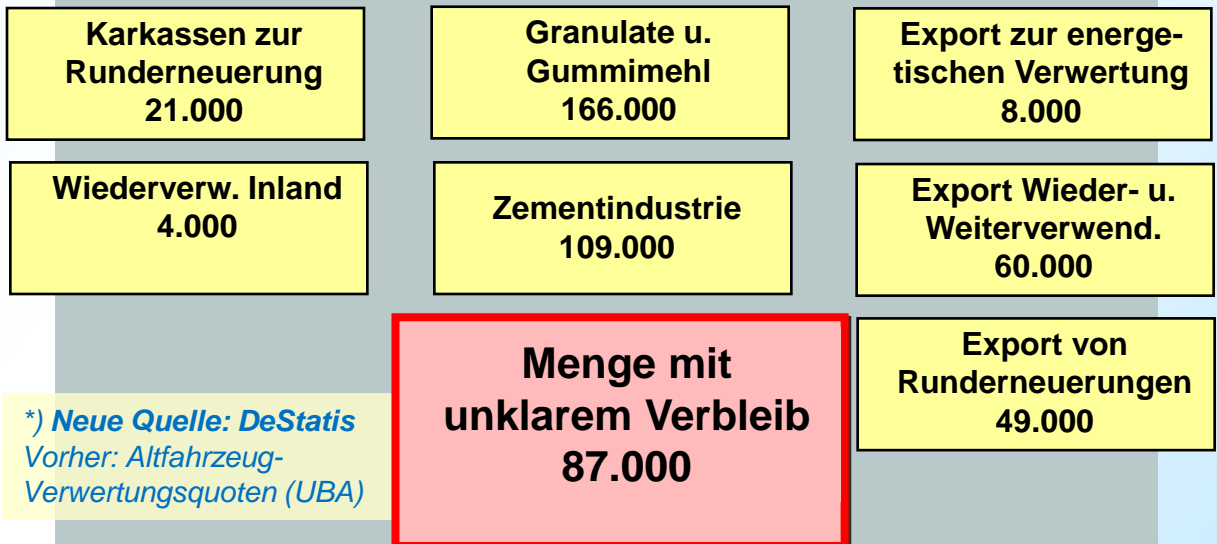 Karkassen zur
Runderneuerung
21.000
Granulate u.
Gummimehl
166.000
Export zur energe-
tischen Verwertung
8.000
Wiederverw. Inland
4.000
Zementindustrie
109.000
Export Wieder- u.
Weiterverwend.
60.000
Menge mit
unklarem Verbleib
87.000
Export von
Runderneuerungen
49.000
*) Neue Quelle: DeStatis
Vorher: Altfahrzeug-
Verwertungsquoten (UBA)